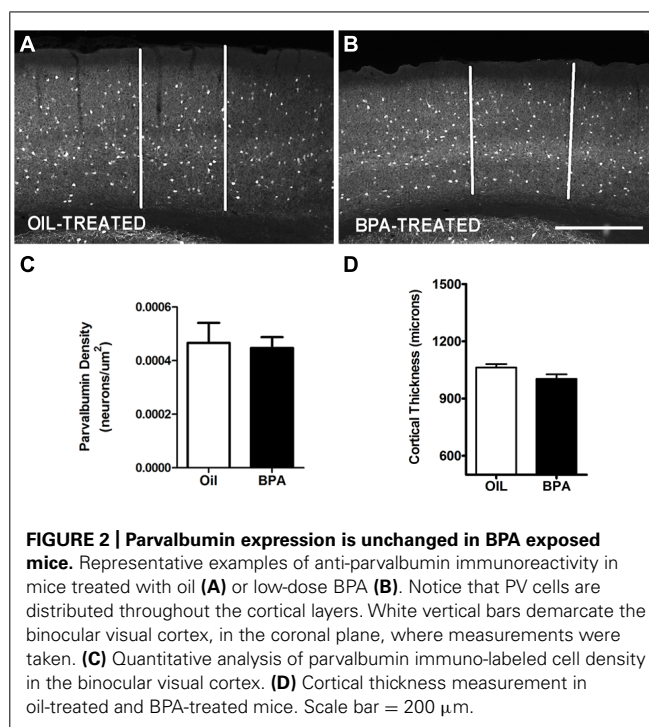 A
B
OIL-TREATED
BPA-TREATED
C
D
Parvalbumin Density
(neurons/um²)
0.0006
0.0004
0.0002
0.0000
Oil
BPA
Cortical Thickness (microns)
1500
1200
900
600
OIL
BPA
FIGURE 2 | Parvalbumin expression is unchanged in BPA exposed
mice. Representative examples of anti-parvalbumin immunoreactivity in
mice treated with oil (A) or low-dose BPA (B). Notice that PV cells are
distributed throughout the cortical layers. White vertical bars demarcate the
binocular visual cortex, in the coronal plane, where measurements were
taken. (C) Quantitative analysis of parvalbumin immuno-labeled cell density
in the binocular visual cortex. (D) Cortical thickness measurement in
oil-treated and BPA-treated mice. Scale bar = 200 μm.